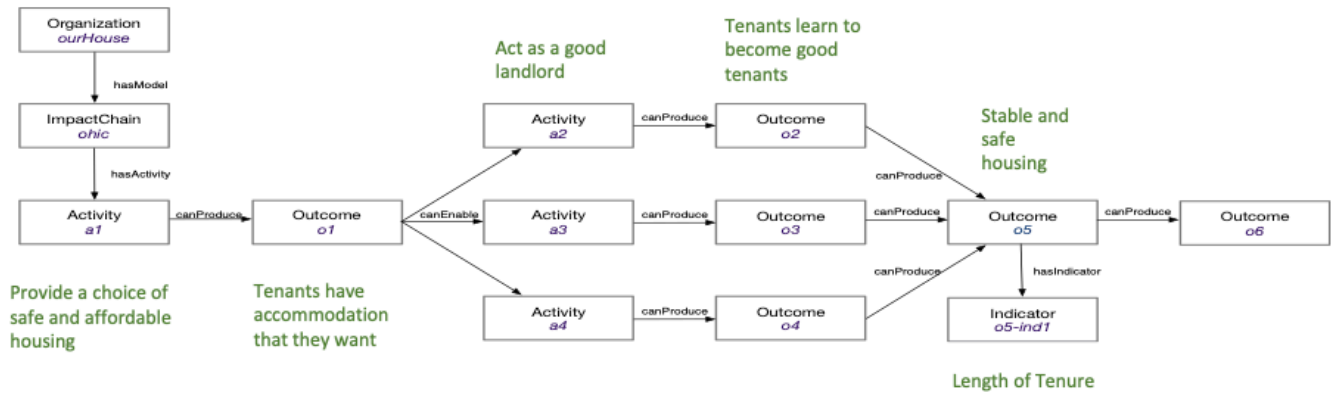 Organization
ourHouse
hasModel
ImpactChain
ohic
hasActivity
Activity
a1
canProduce
Outcome
o1
canEnable
Provide a choice of
safe and affordable
housing
Tenants have
accommodation
that they want
Act as a good
landlord
Activity
a2
canProduce
Tenants learn to
become good
tenants
Outcome
o2
canProduce
Activity
a3
canProduce
Outcome
o3
canProduce
Activity
a4
canProduce
Outcome
o4
canProduce
Stable and
safe
housing
Outcome
o5
canProduce
Outcome
o6
hasIndicator
Indicator
o5-ind1
Length of Tenure